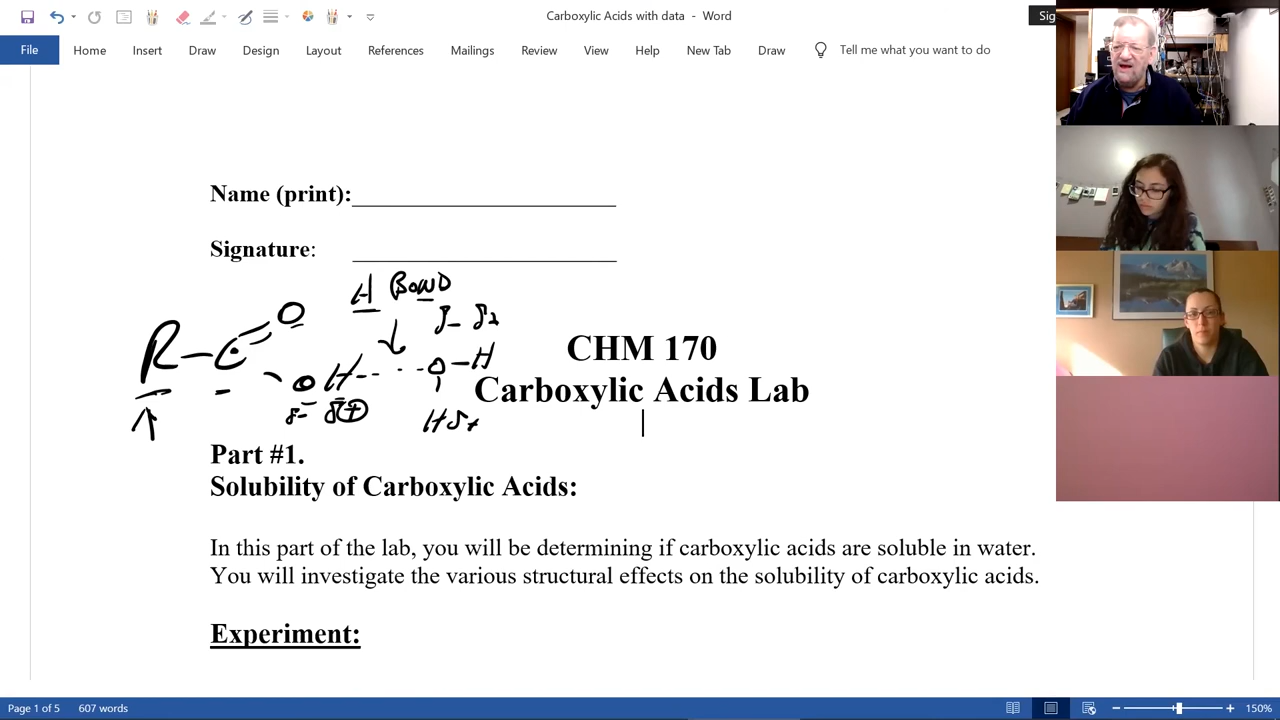 Carboxylic Acids with data - Word
Sig
File Home Insert Draw Design Layout References Mailings Review View Help New Tab Draw Tell me what you want to do
Name (print):
Signature:
H BOND
δ- δ+
R-C=O
O H O-H
δ- δ+
H δ+
CHM 170
Carboxylic Acids Lab
Part #1.
Solubility of Carboxylic Acids:
In this part of the lab, you will be determining if carboxylic acids are soluble in water.
You will investigate the various structural effects on the solubility of carboxylic acids.
Experiment:
Page 1 of 5 607 words 150%